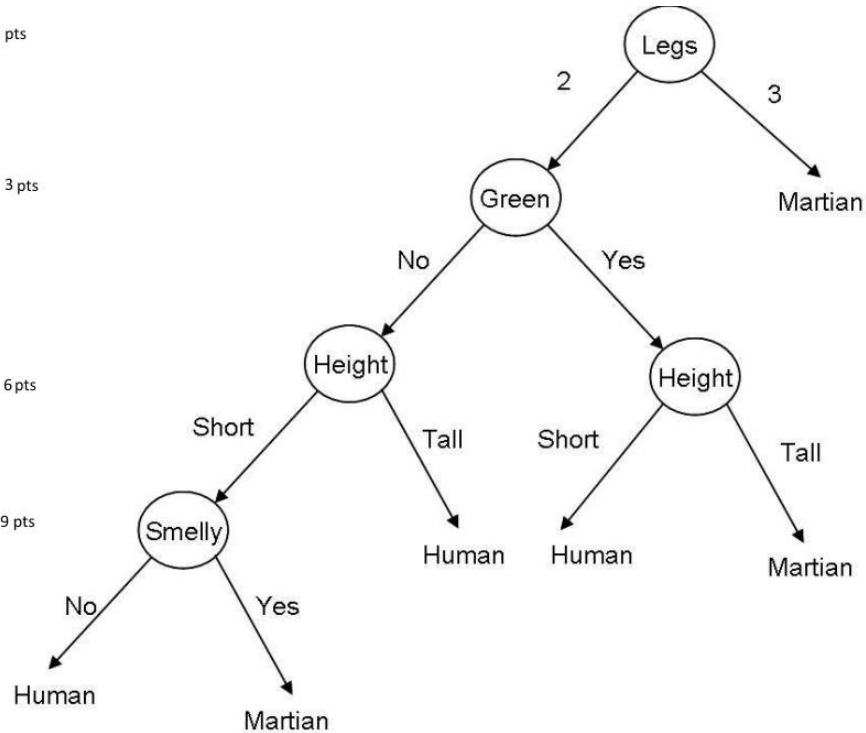 pts
Legs
2
3
3 pts
Green
Martian
No
Yes
Height
Height
6 pts
Short
Tall
Short
Tall
9 pts
Smelly
Human
Human
Martian
No
Yes
Human
Martian